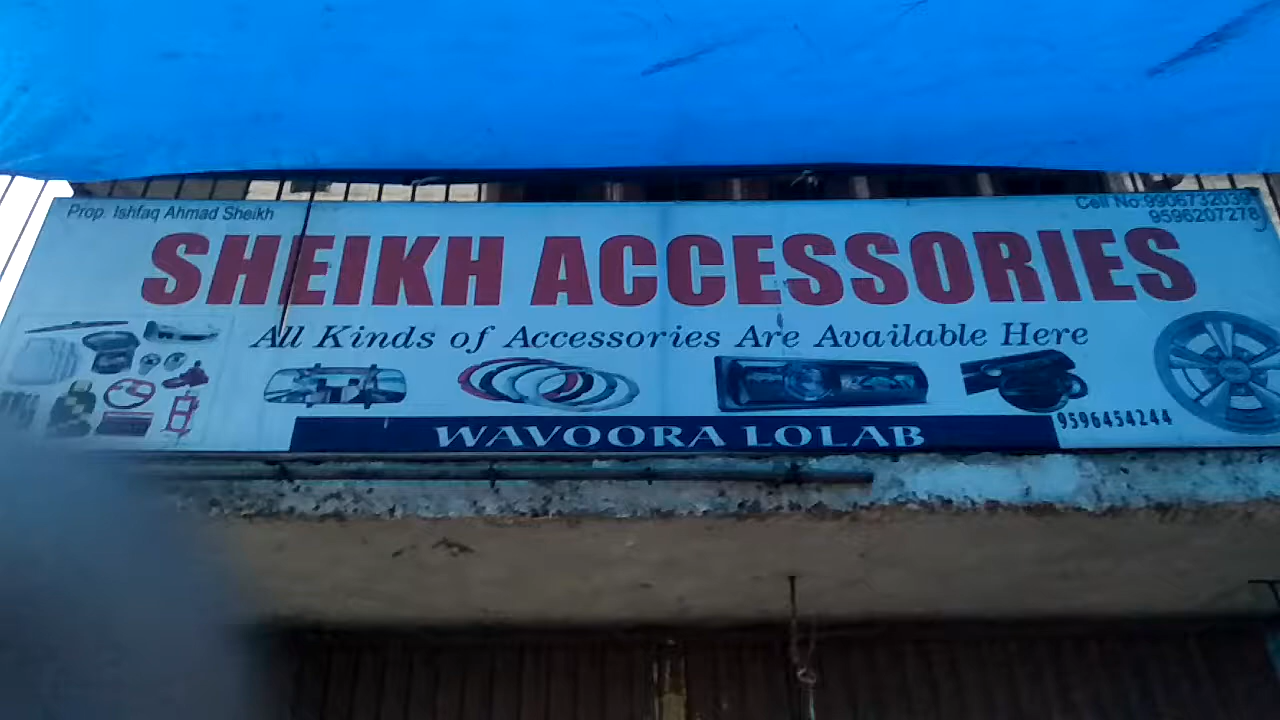 Prop. Ishfaq Ahmad Sheikh
Cell No:9906732039
9596207278
SHEIKH ACCESSORIES
All Kinds of Accessories Are Available Here
9596454244
WAVOORA LOLAB